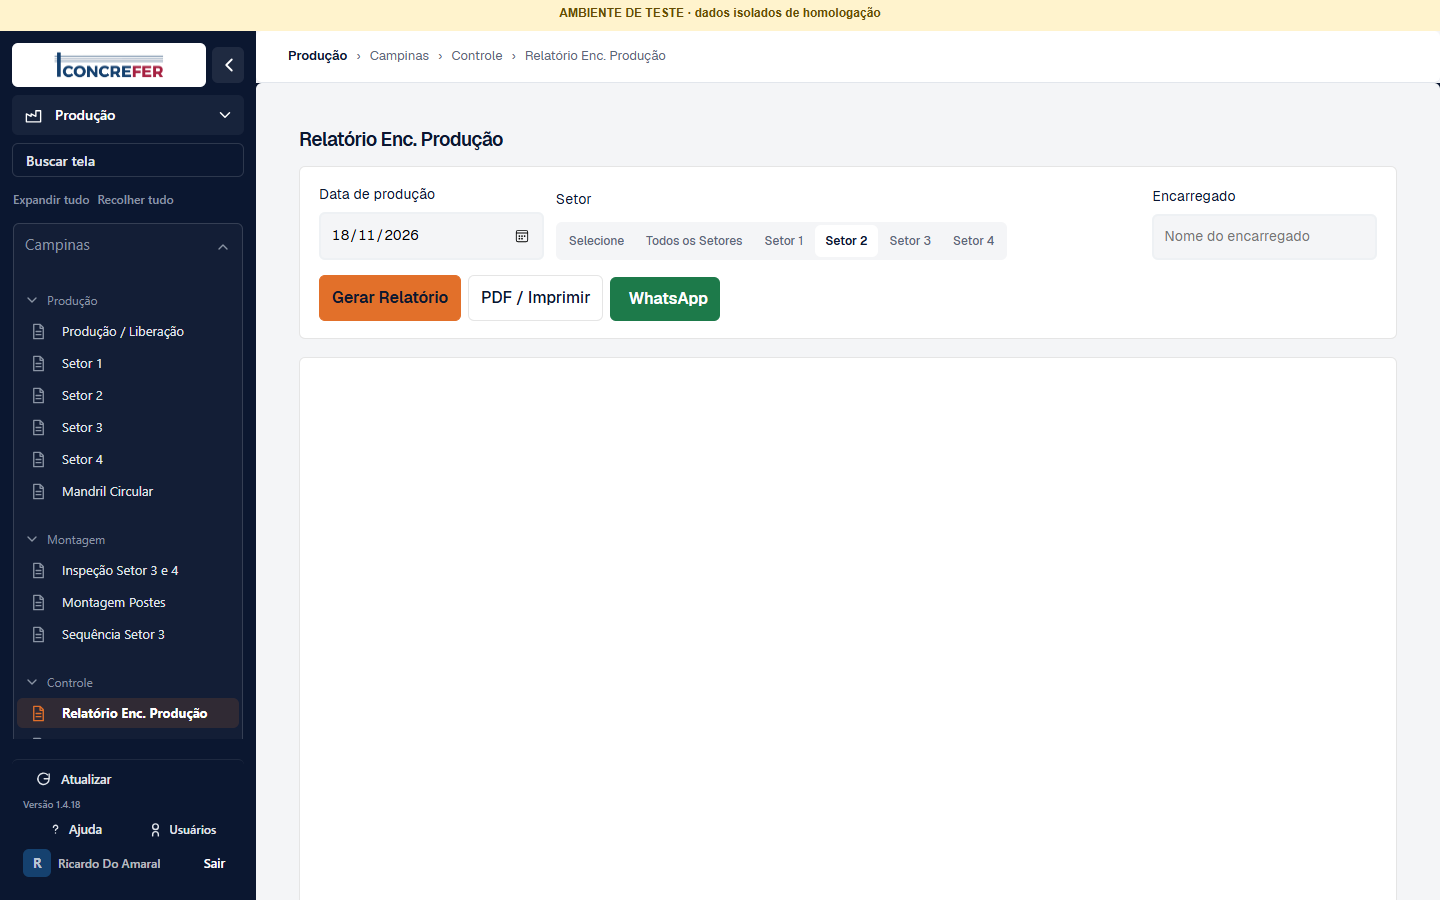 AMBIENTE DE TESTE · dados isolados de homologação
CONCREFER
Produção
Buscar tela
Expandir tudo Recolher tudo
Campinas
Produção
Produção / Liberação
Setor 1
Setor 2
Setor 3
Setor 4
Mandril Circular
Montagem
Inspeção Setor 3 e 4
Montagem Postes
Sequência Setor 3
Controle
Relatório Enc. Produção
Atualizar
Versão 1.4.18
? Ajuda Usuários
R Ricardo Do Amaral Sair
Produção › Campinas › Controle › Relatório Enc. Produção
Relatório Enc. Produção
Data de produção
18/11/2026
Setor
Selecione Todos os Setores Setor 1 Setor 2 Setor 3 Setor 4
Encarregado
Nome do encarregado
Gerar Relatório PDF / Imprimir WhatsApp